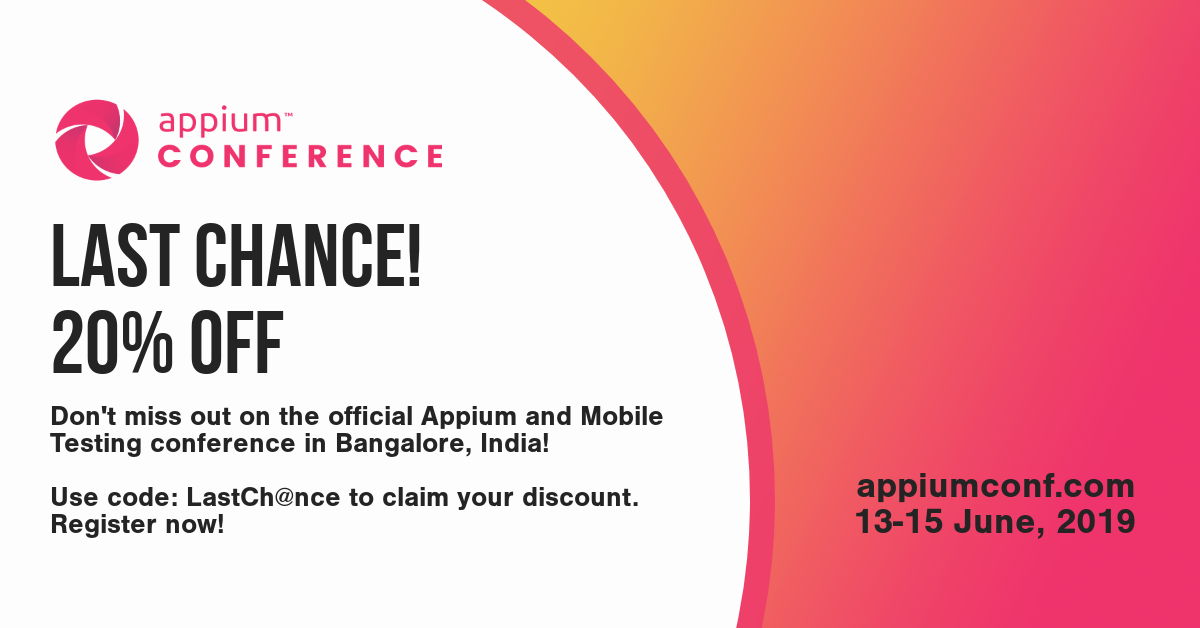 appium™
CONFERENCE
LAST CHANCE!
20% OFF
Don't miss out on the official Appium and Mobile
Testing conference in Bangalore, India!
Use code: LastCh@nce to claim your discount.
Register now!
appiumconf.com
13-15 June, 2019